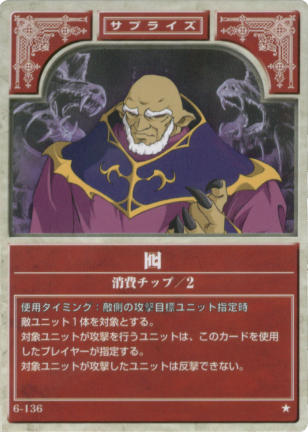 サプライズ
囮
消費チップ／2
使用タイミング：敵側の攻撃目標ユニット指定時
敵ユニット1体を対象とする。
対象ユニットが攻撃を行うユニットは、このカードを使用
したプレイヤーが指定する。
対象ユニットが攻撃したユニットは反撃できない。
6-136 ★